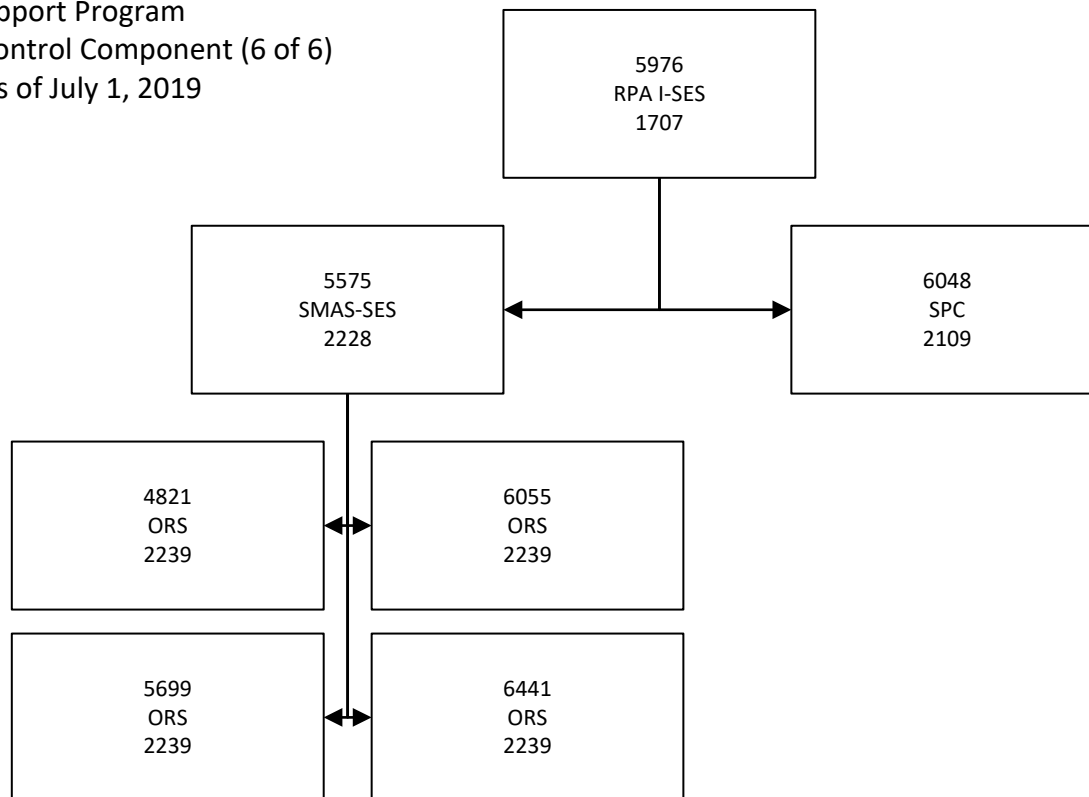 pport Program
ontrol Component (6 of 6)
s of July 1, 2019
5976
RPA I-SES
1707
5575
SMAS-SES
2228
6048
SPC
2109
4821
ORS
2239
6055
ORS
2239
5699
ORS
2239
6441
ORS
2239